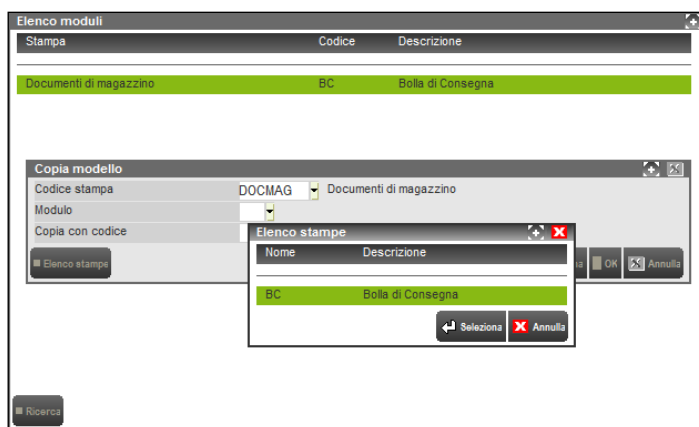 Elenco moduli
Stampa Codice Descrizione
Documenti di magazzino BC Bolla di Consegna
Copia modello
Codice stampa DOCMAG Documenti di magazzino
Modulo
Copia con codice
Elenco stampe
Nome Descrizione
BC Bolla di Consegna
Seleziona Annulla
Elenco stampe OK Annulla
Ricerca